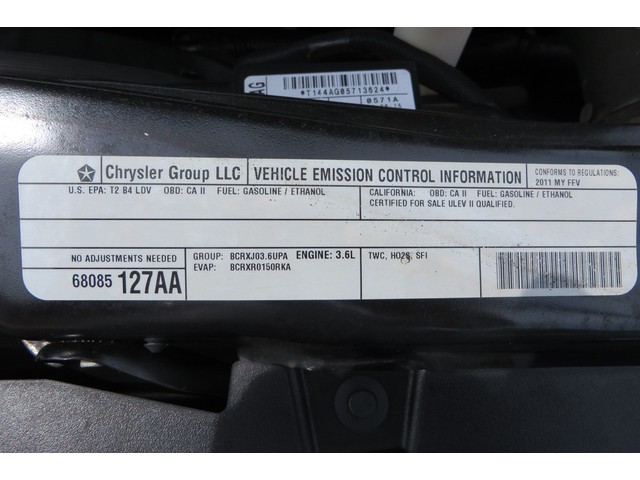 AG
*T144AG05713624*
0571A
Chrysler Group LLC VEHICLE EMISSION CONTROL INFORMATION CONFORMS TO REGULATIONS:
2011 MY FFV
U.S. EPA: T2 B4 LDV OBD: CA II FUEL: GASOLINE / ETHANOL
CALIFORNIA: OBD: CA II FUEL: GASOLINE / ETHANOL
CERTIFIED FOR SALE ULEV II QUALIFIED.
NO ADJUSTMENTS NEEDED
68085 127AA
GROUP: BCRXJ03.6UPA ENGINE: 3.6L
EVAP: BCRXR0150RKA
TWC, HO2S, SFI